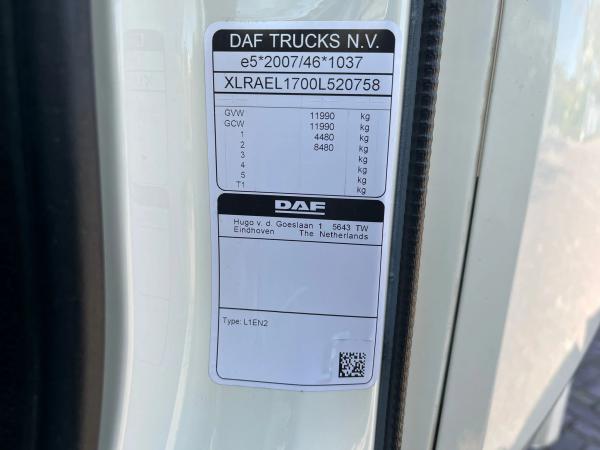 DAF TRUCKS N.V.
e5*2007/46*1037
XLRAEL1700L520758
GVW 11990 kg
GCW 11990 kg
1 4480 kg
2 8480 kg
3 kg
4 kg
5 kg
T1 kg
DAF
Hugo v. d. Goeslaan 1 5643 TW
Eindhoven The Netherlands
Type: L1EN2